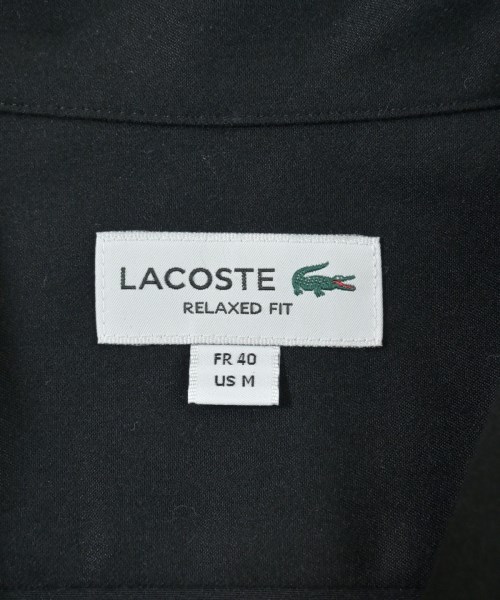 LACOSTE
RELAXED FIT
FR 40
US M